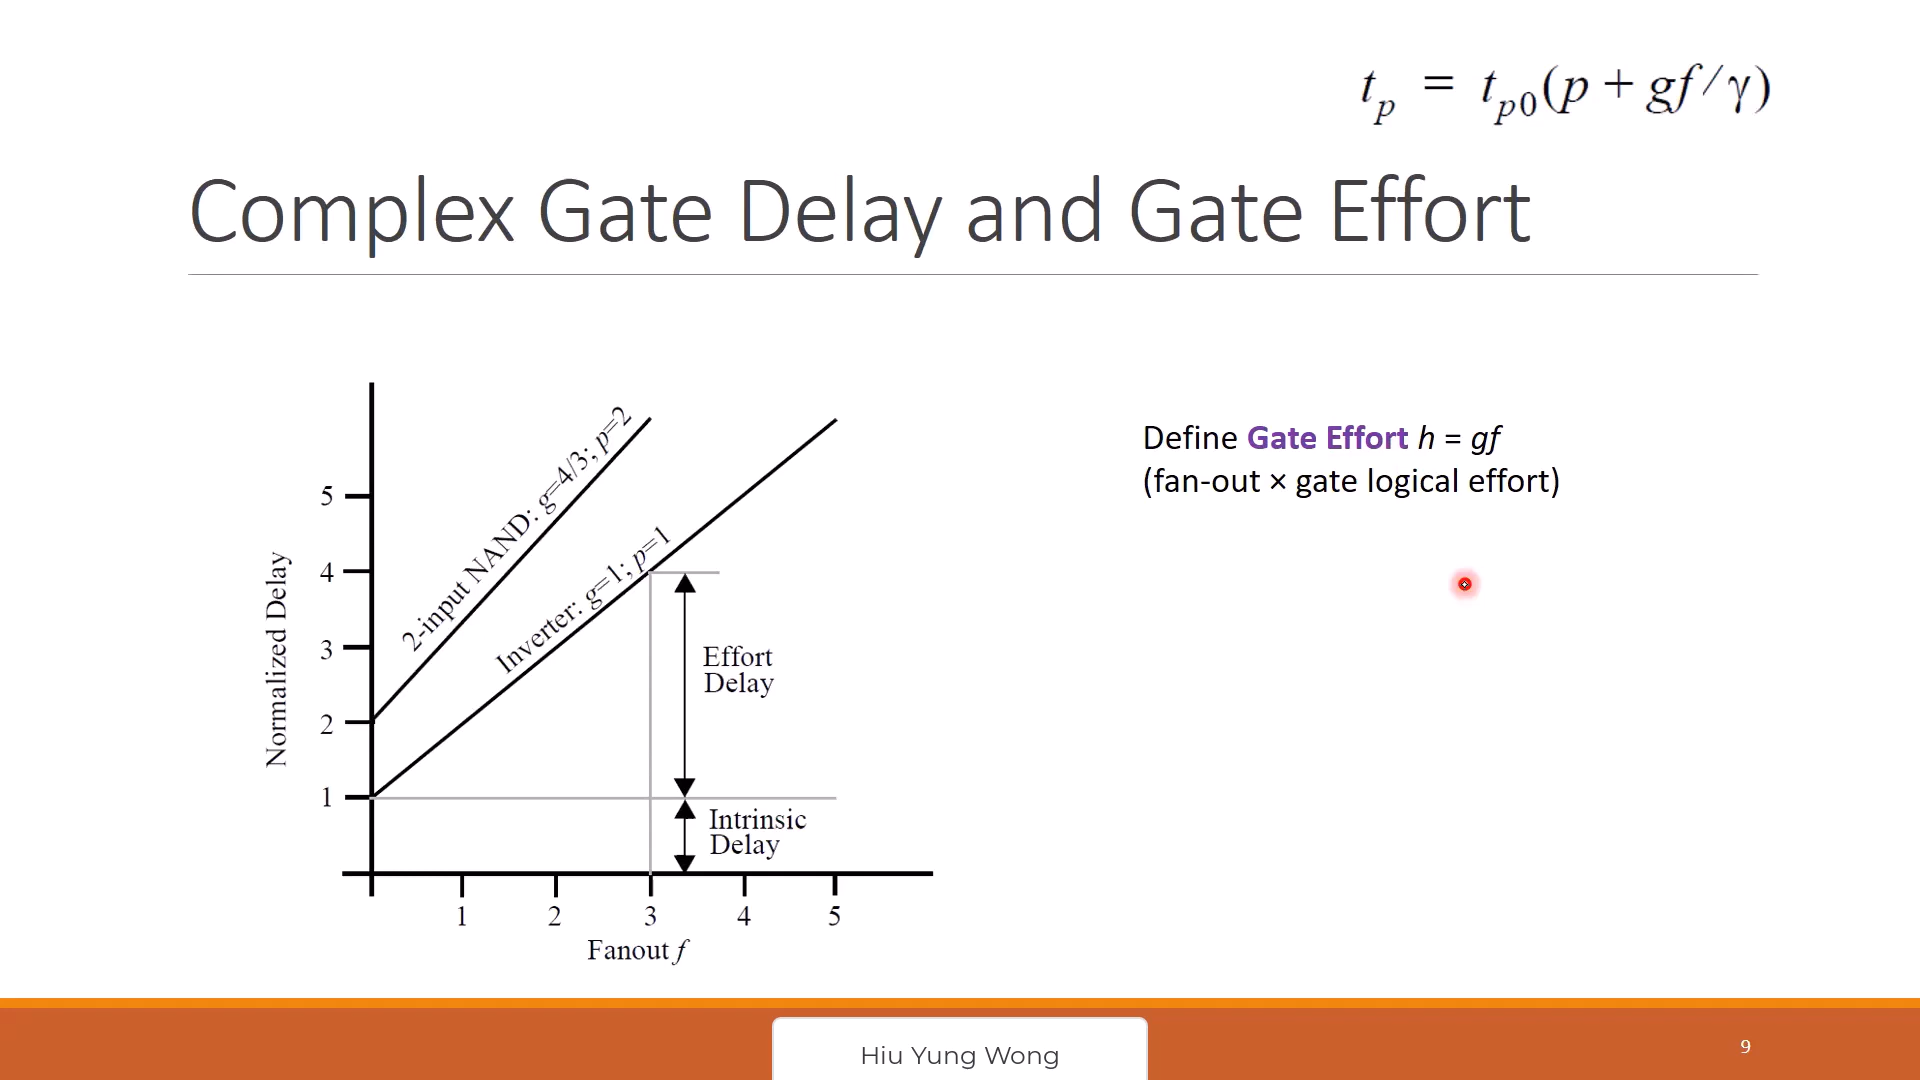 t_p = t_p0(p + gf/γ)
Complex Gate Delay and Gate Effort
Define Gate Effort h = gf
(fan-out × gate logical effort)
Normalized Delay
5
4
3
2
1
2-input NAND: g=4/3; p=2
Inverter: g=1; p=1
Effort
Delay
Intrinsic
Delay
1 2 3 4 5
Fanout f
Hiu Yung Wong
9